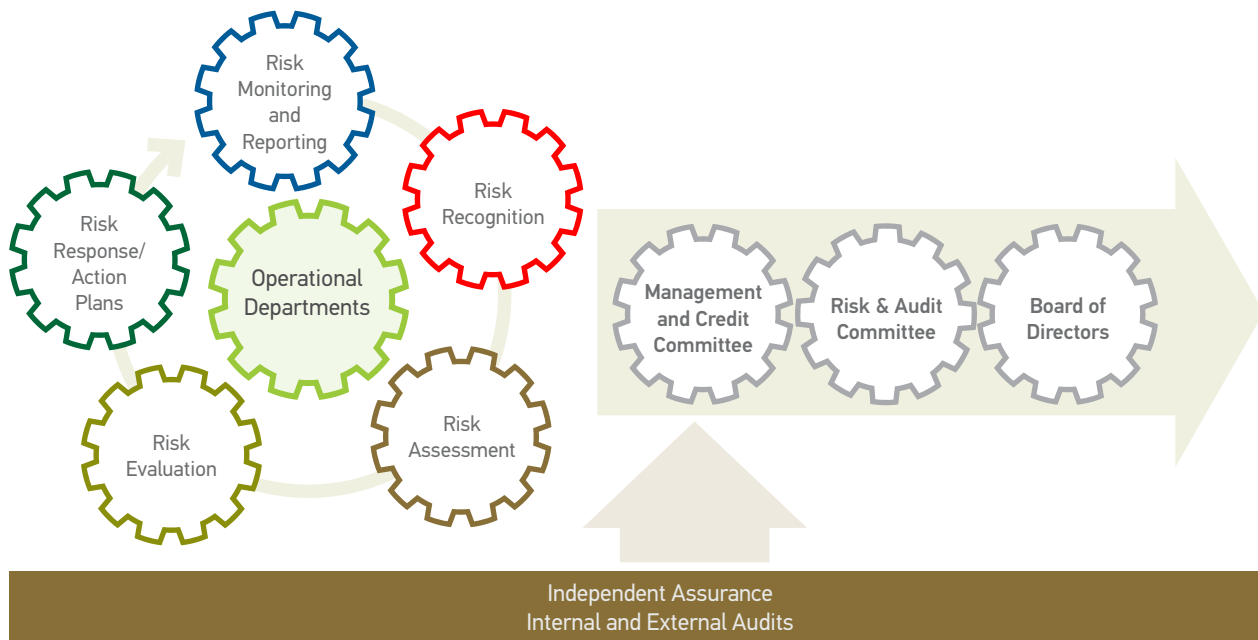 Risk
Monitoring
and
Reporting
Risk
Recognition
Risk
Response/
Action
Plans
Operational
Departments
Risk
Assessment
Risk
Evaluation
Management
and Credit
Committee
Risk & Audit
Committee
Board of
Directors
Independent Assurance
Internal and External Audits